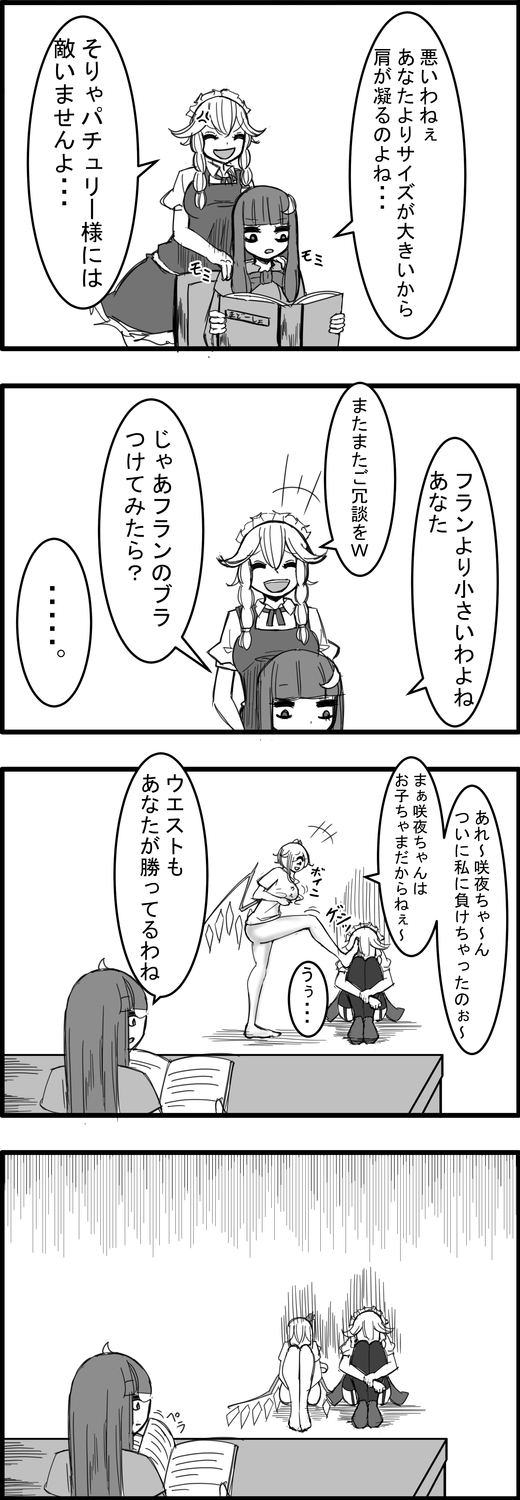 悪いわねぇ
あなたよりサイズが大きいから
肩が凝るのよね・・・
そりゃパチュリー様には
敵いませんよ・・・
モミ
モミ
フランより小さいわよね
あなた
またまたご冗談をw
じゃあフランのブラ
つけてみたら？
・・・・・。
あれ～咲夜ちゃ～ん
ついに私に負けちゃったのぉ～
まぁ咲夜ちゃんは
お子ちゃまだからねぇ～
ゲシッ
ボイン
うぅ・・・
ウエストも
あなたが勝ってるわね
ペラ